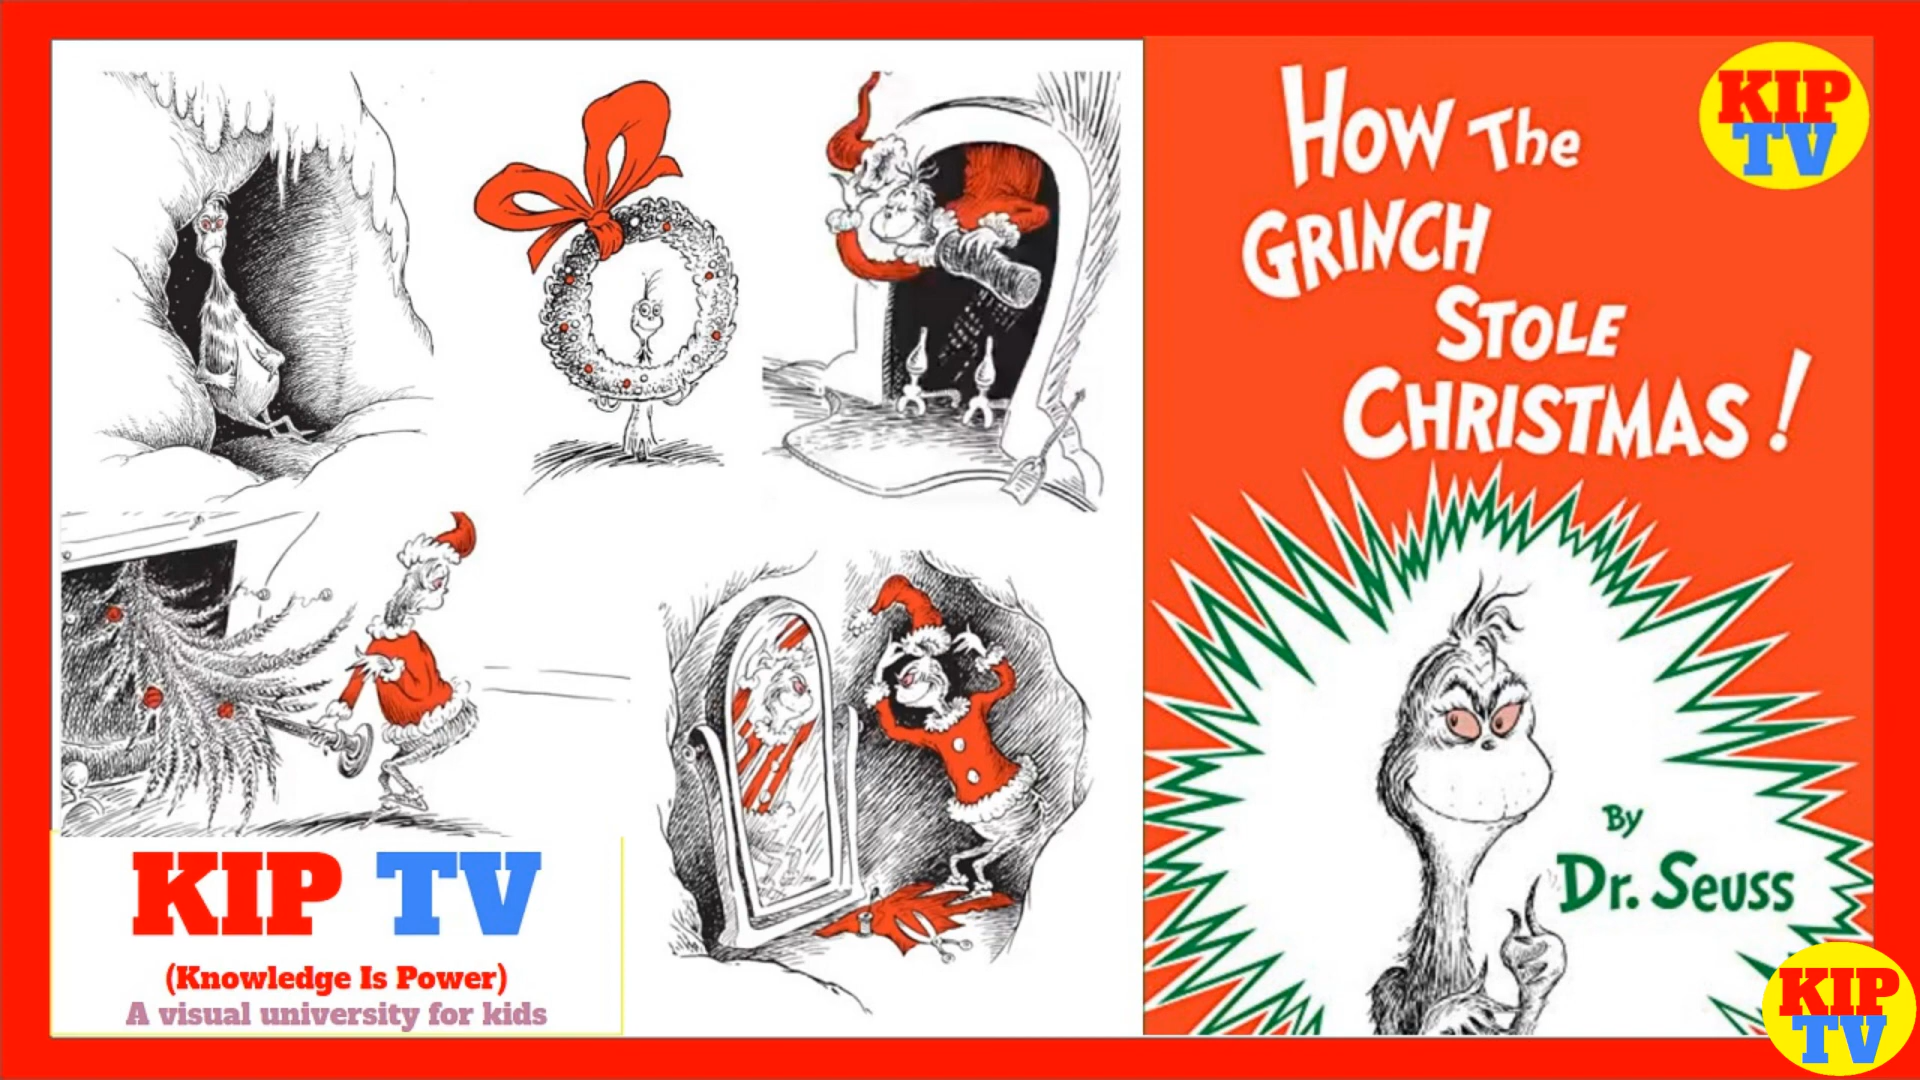 KIP TV
(Knowledge Is Power)
A visual university for kids
How The
GRINCH
STOLE
CHRISTMAS!
By
Dr. Seuss
KIP
TV
KIP
TV